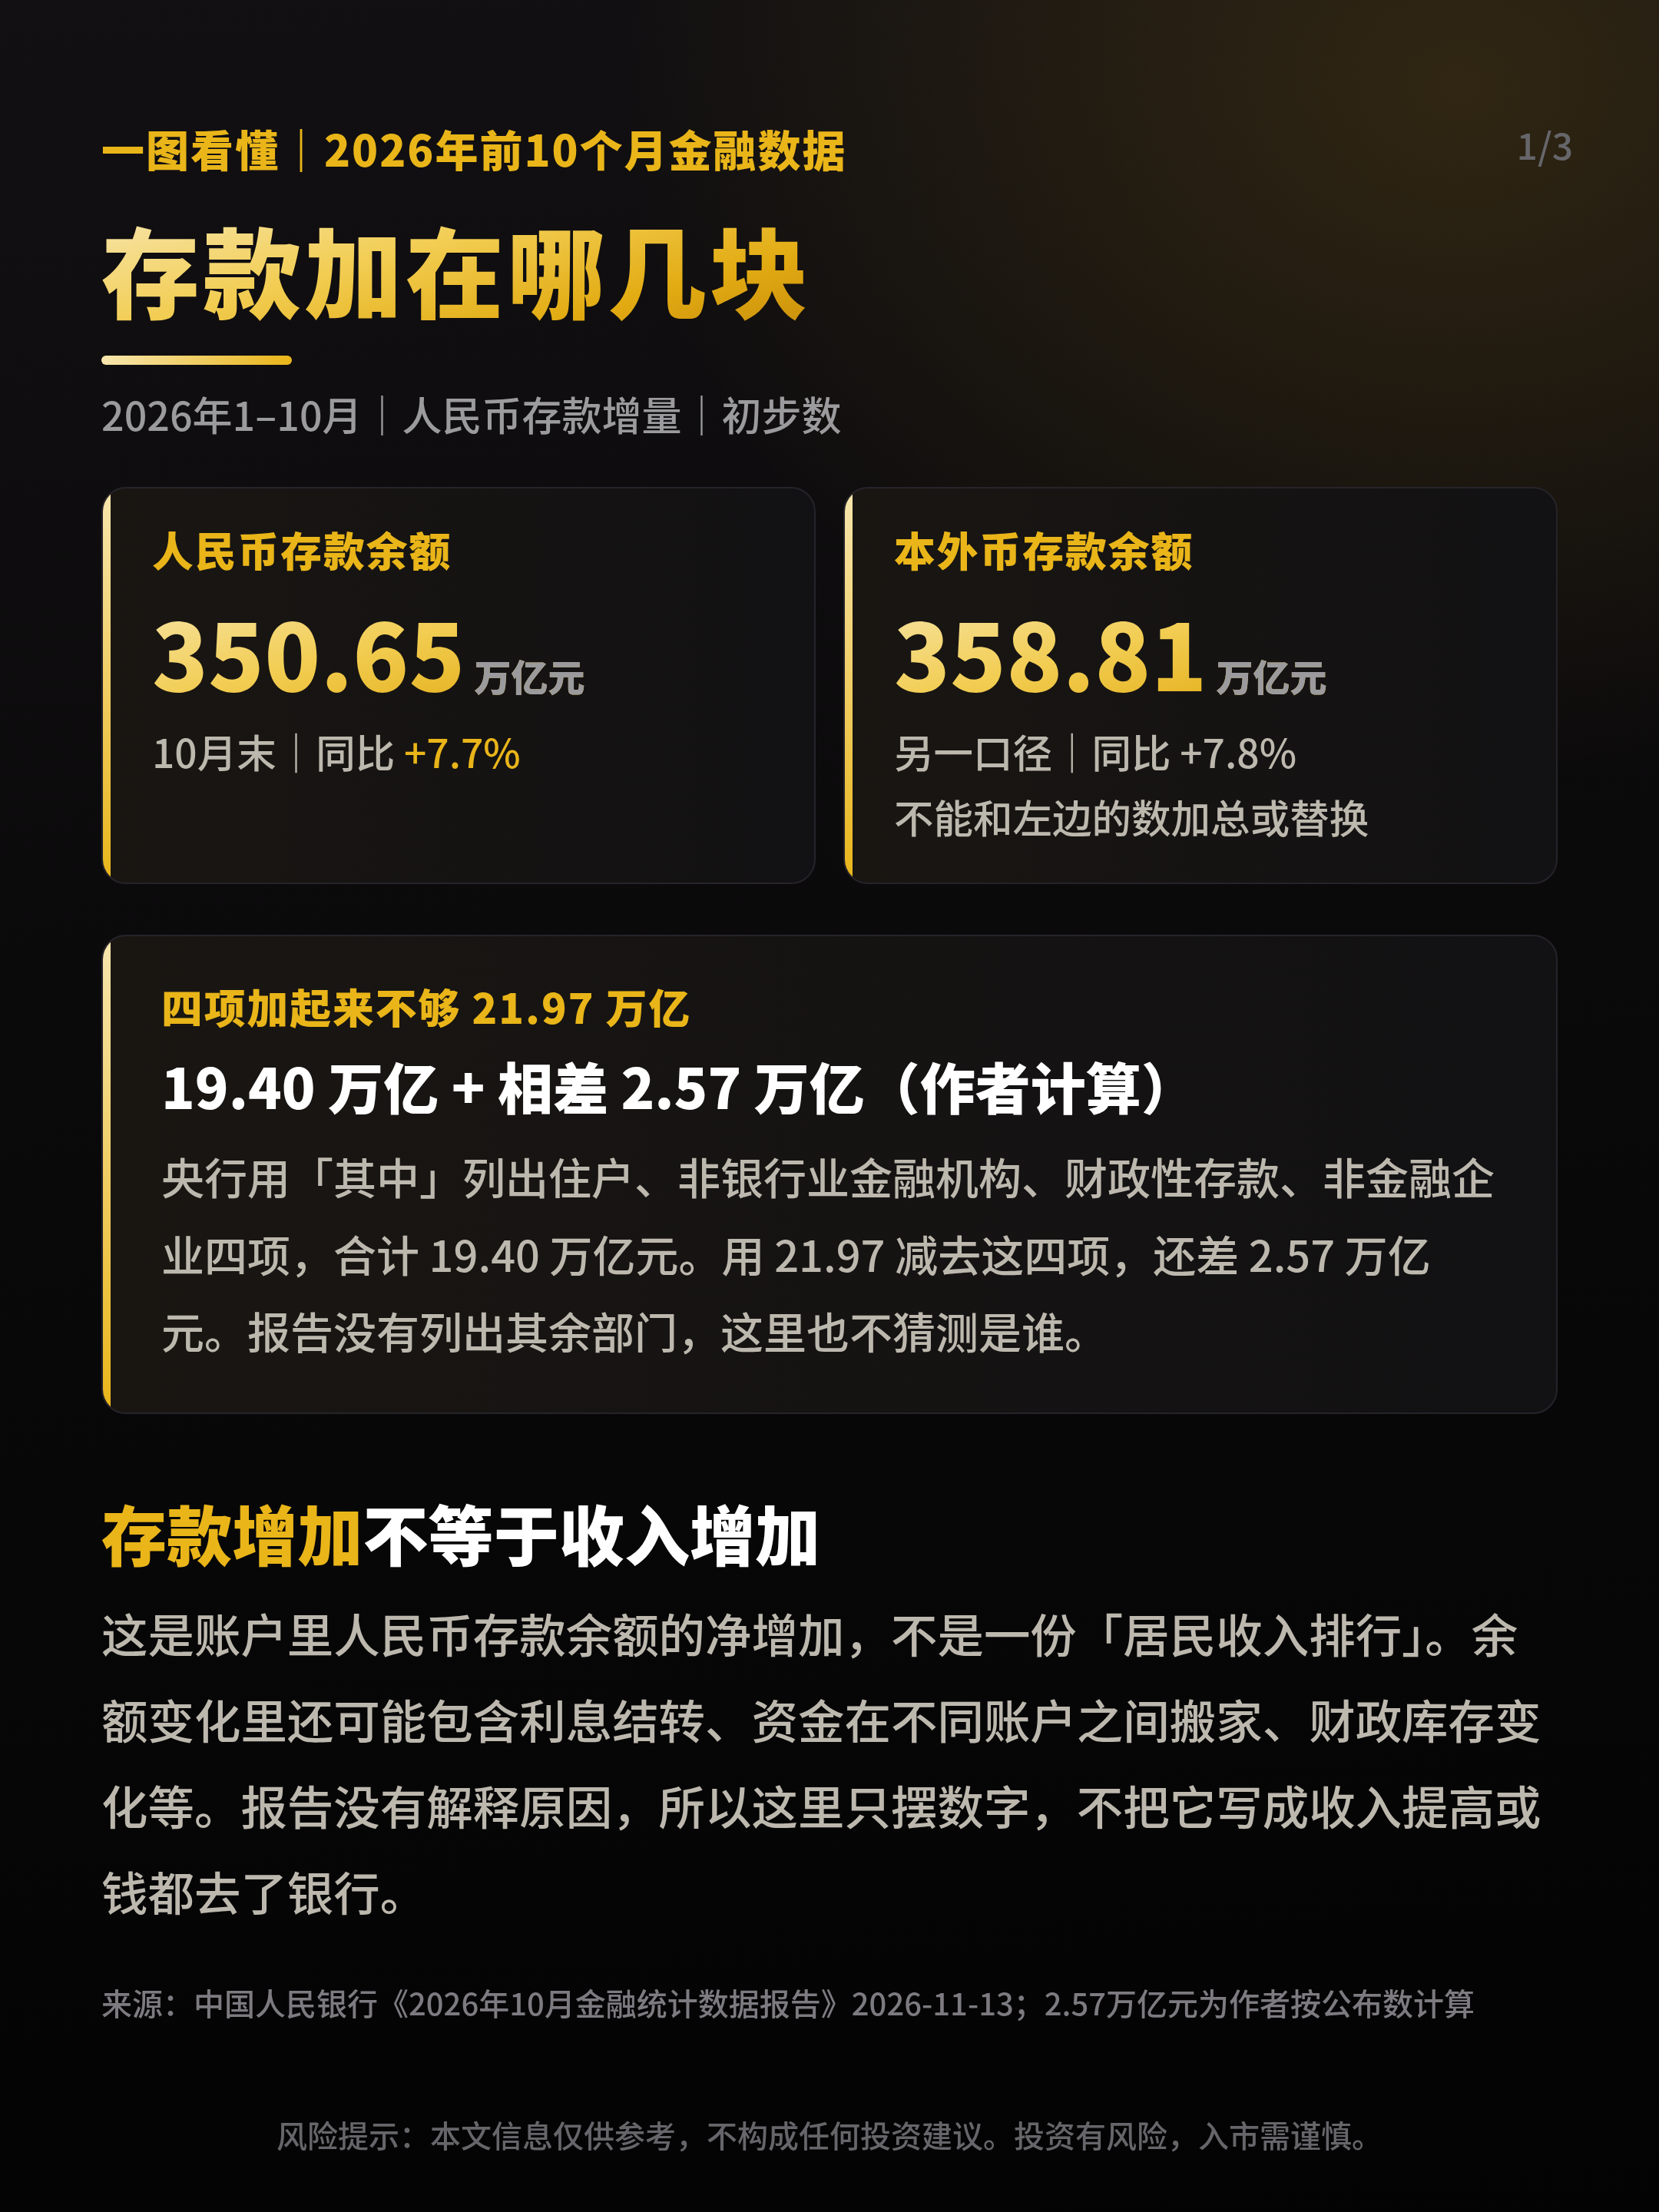 一图看懂｜2026年前10个月金融数据
1/3
存款加在哪几块
2026年1–10月｜人民币存款增量｜初步数
人民币存款余额
350.65 万亿元
10月末｜同比 +7.7%
本外币存款余额
358.81 万亿元
另一口径｜同比 +7.8%
不能和左边的数加总或替换
四项加起来不够 21.97 万亿
19.40 万亿 + 相差 2.57 万亿（作者计算）
央行用「其中」列出住户、非银行业金融机构、财政性存款、非金融企
业四项，合计 19.40 万亿元。用 21.97 减去这四项，还差 2.57 万亿
元。报告没有列出其余部门，这里也不猜测是谁。
存款增加不等于收入增加
这是账户里人民币存款余额的净增加，不是一份「居民收入排行」。余
额变化里还可能包含利息结转、资金在不同账户之间搬家、财政库存变
化等。报告没有解释原因，所以这里只摆数字，不把它写成收入提高或
钱都去了银行。
来源：中国人民银行《2026年10月金融统计数据报告》2026-11-13；2.57万亿元为作者按公布数计算
风险提示：本文信息仅供参考，不构成任何投资建议。投资有风险，入市需谨慎。